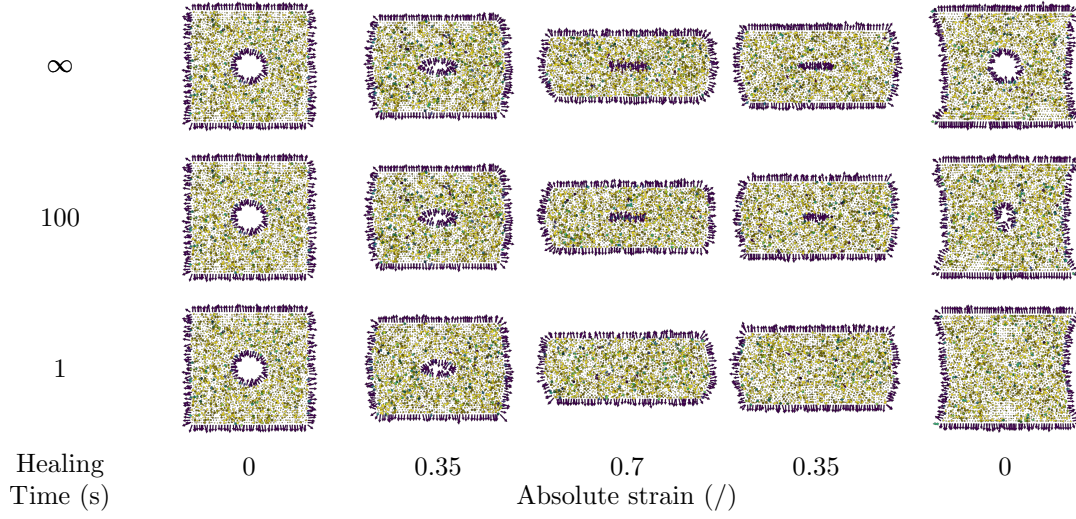 ∞
100
1
Healing
Time (s)
0 0.35 0.7 0.35 0
Absolute strain (/)